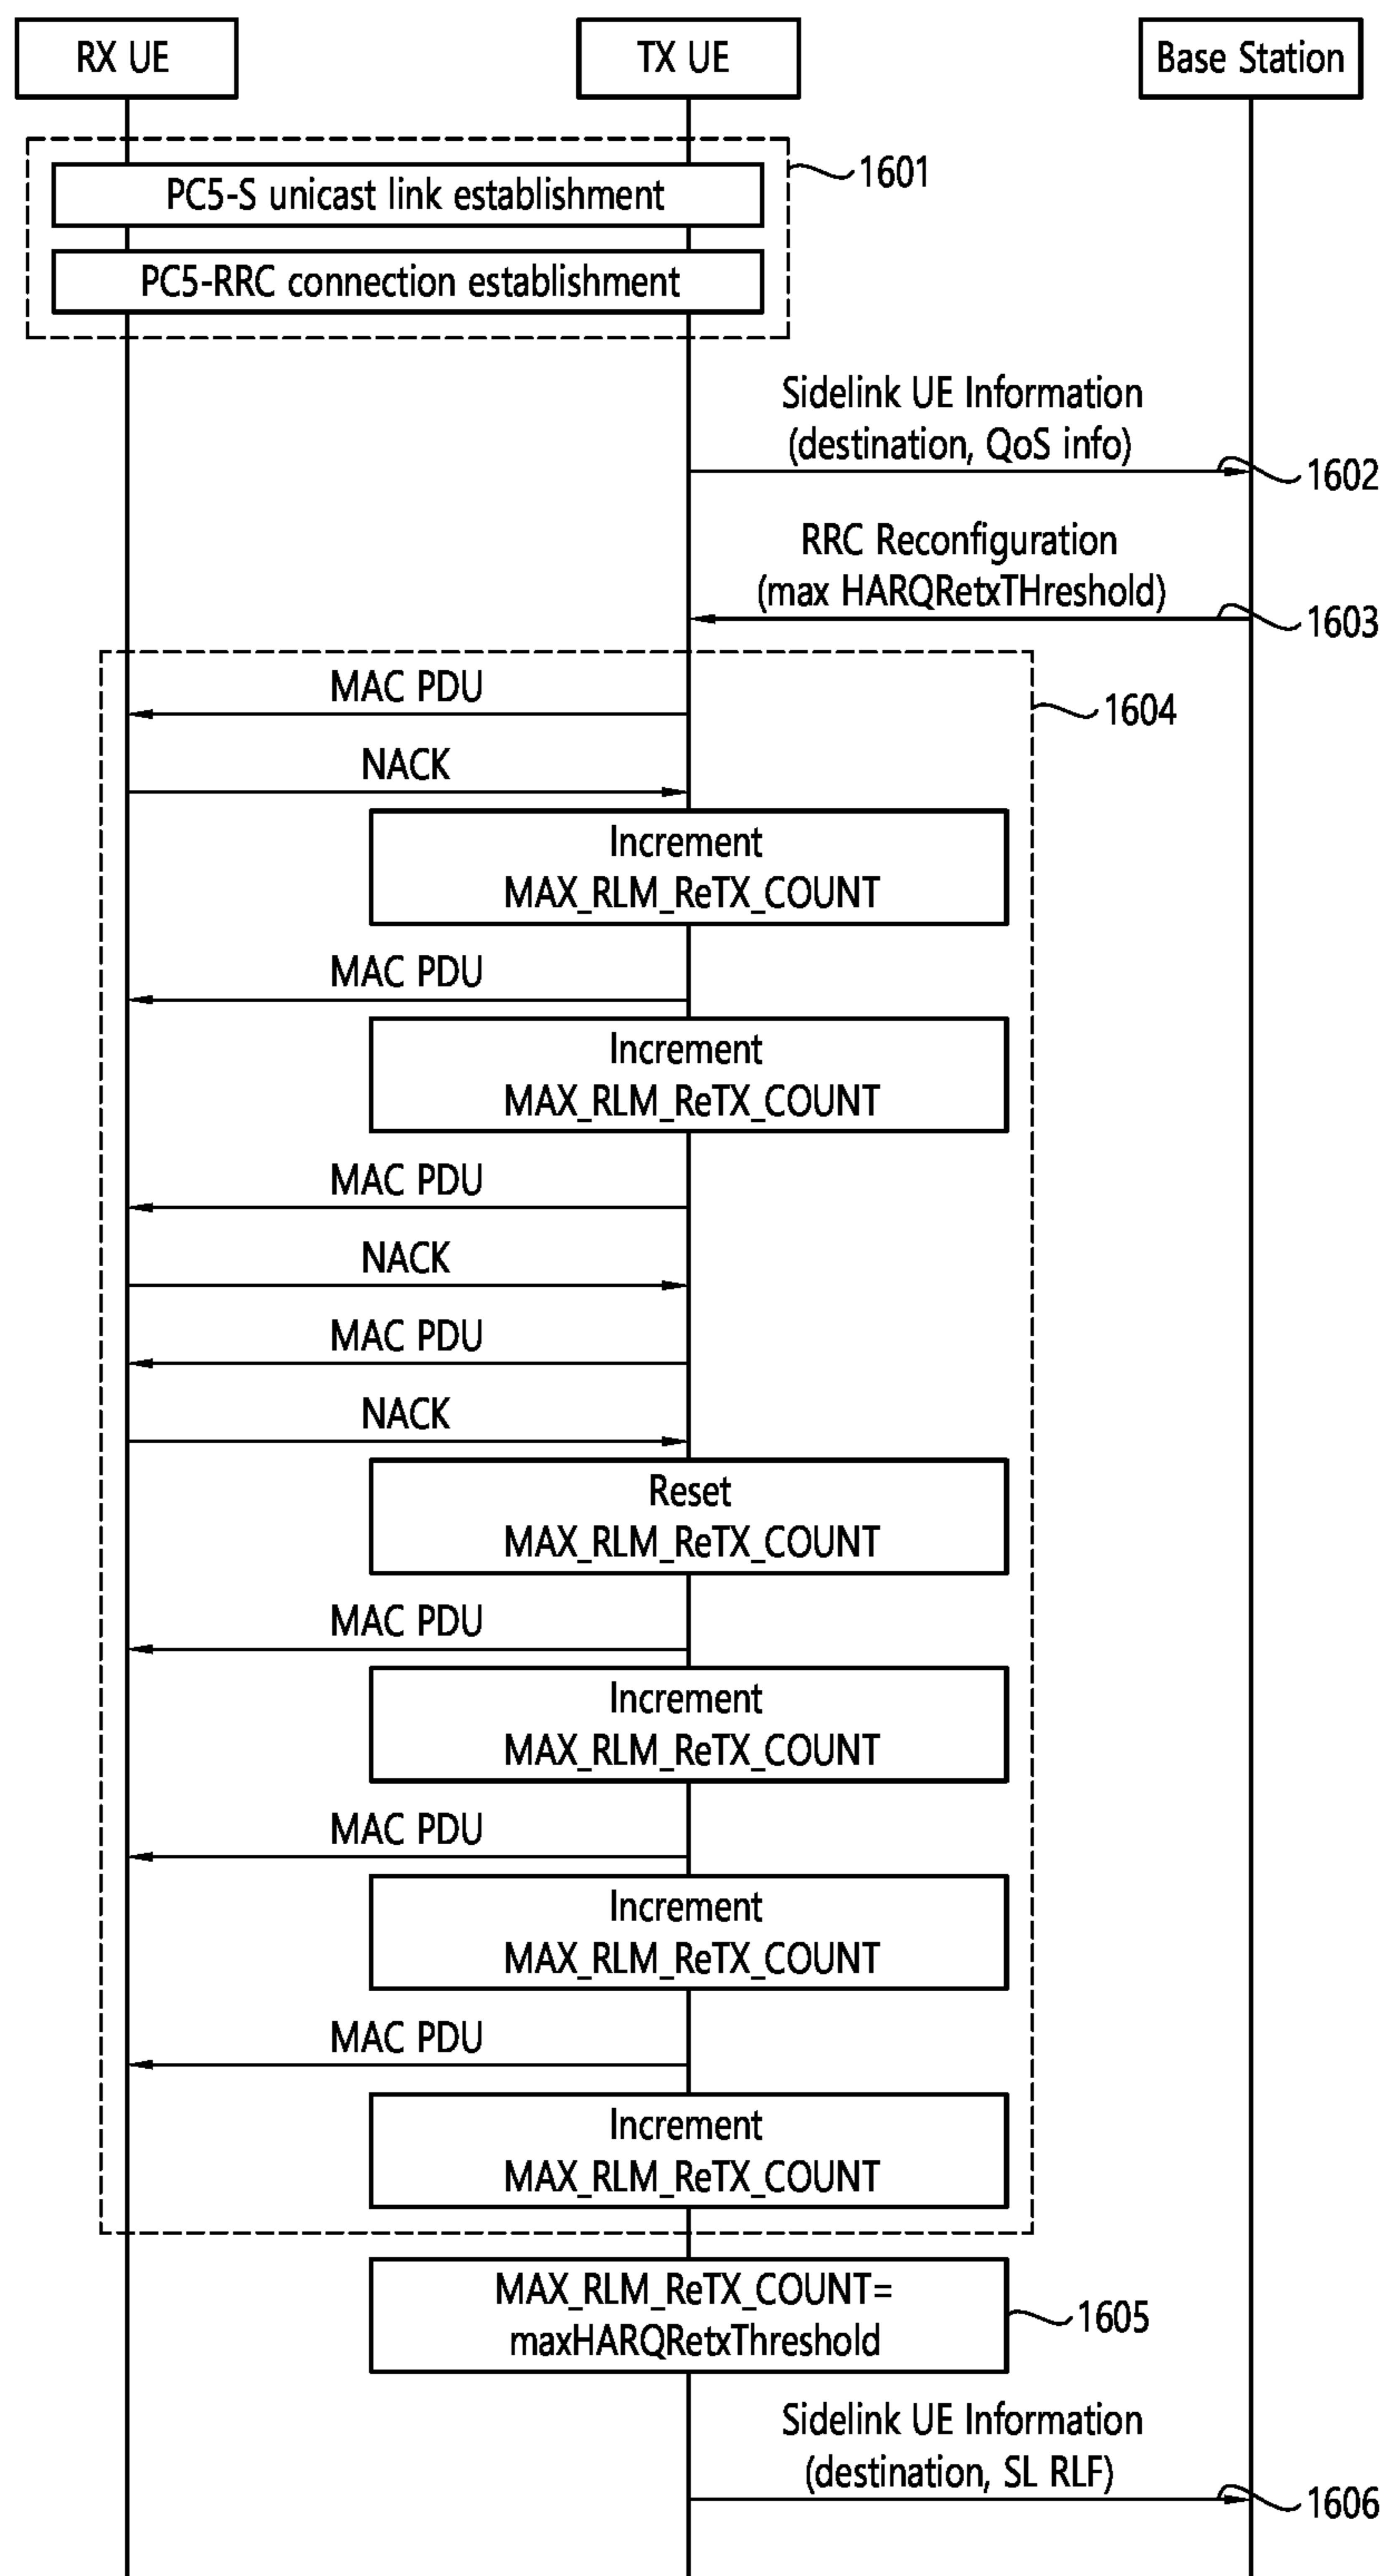 RX UE
TX UE
Base Station
1601
PC5-S unicast link establishment
PC5-RRC connection establishment
Sidelink UE Information
(destination, QoS info)
1602
RRC Reconfiguration
(max HARQRetxTHreshold)
1603
MAC PDU
1604
NACK
Increment
MAX_RLM_ReTX_COUNT
MAC PDU
Increment
MAX_RLM_ReTX_COUNT
MAC PDU
NACK
MAC PDU
NACK
Reset
MAX_RLM_ReTX_COUNT
MAC PDU
Increment
MAX_RLM_ReTX_COUNT
MAC PDU
Increment
MAX_RLM_ReTX_COUNT
MAC PDU
Increment
MAX_RLM_ReTX_COUNT
MAX_RLM_ReTX_COUNT=
maxHARQRetxThreshold
1605
Sidelink UE Information
(destination, SL RLF)
1606